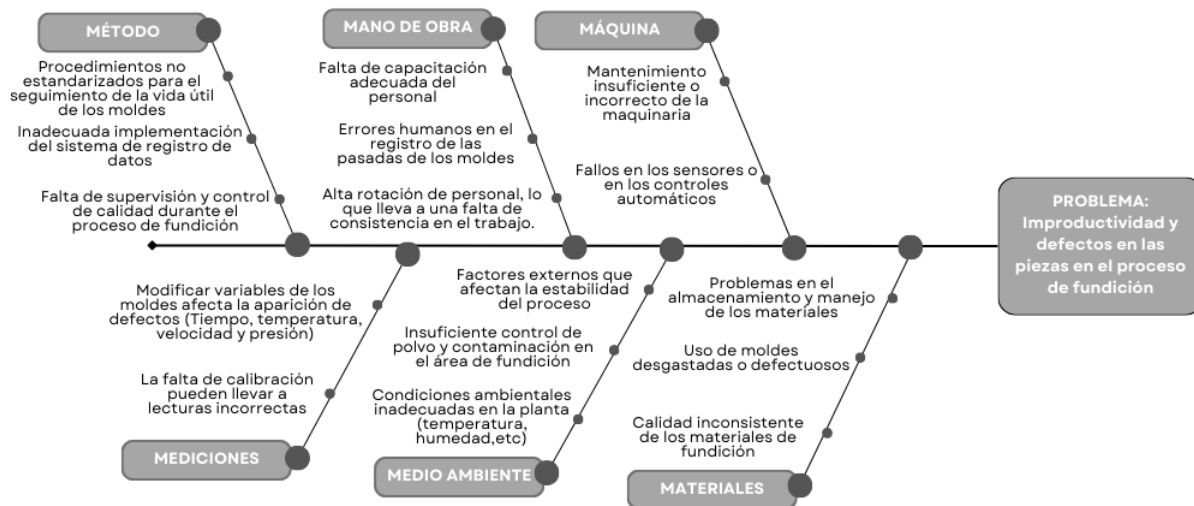 MÉTODO
Procedimientos no
estandarizados para el
seguimiento de la vida útil
de los moldes
Inadecuada implementación
del sistema de registro de
datos
Falta de supervisión y control
de calidad durante el
proceso de fundición
MANO DE OBRA
Falta de capacitación
adecuada del
personal
Errores humanos en el
registro de las
pasadas de los moldes
Alta rotación de personal, lo
que lleva a una falta de
consistencia en el trabajo.
MÁQUINA
Mantenimiento
insuficiente o
incorrecto de la
maquinaria
Fallos en los sensores o
en los controles
automáticos
PROBLEMA:
Improductividad y
defectos en las
piezas en el proceso
de fundición
Modificar variables de los
moldes afecta la aparición de
defectos (Tiempo, temperatura,
velocidad y presión)
La falta de calibración
pueden llevar a
lecturas incorrectas
MEDICIONES
Factores externos que
afectan la estabilidad
del proceso
Insuficiente control de
polvo y contaminación en
el área de fundición
Condiciones ambientales
inadecuadas en la planta
(temperatura,
humedad,etc)
MEDIO AMBIENTE
Problemas en el
almacenamiento y manejo
de los materiales
Uso de moldes
desgastadas o defectuosos
Calidad inconsistente
de los materiales de
fundición
MATERIALES